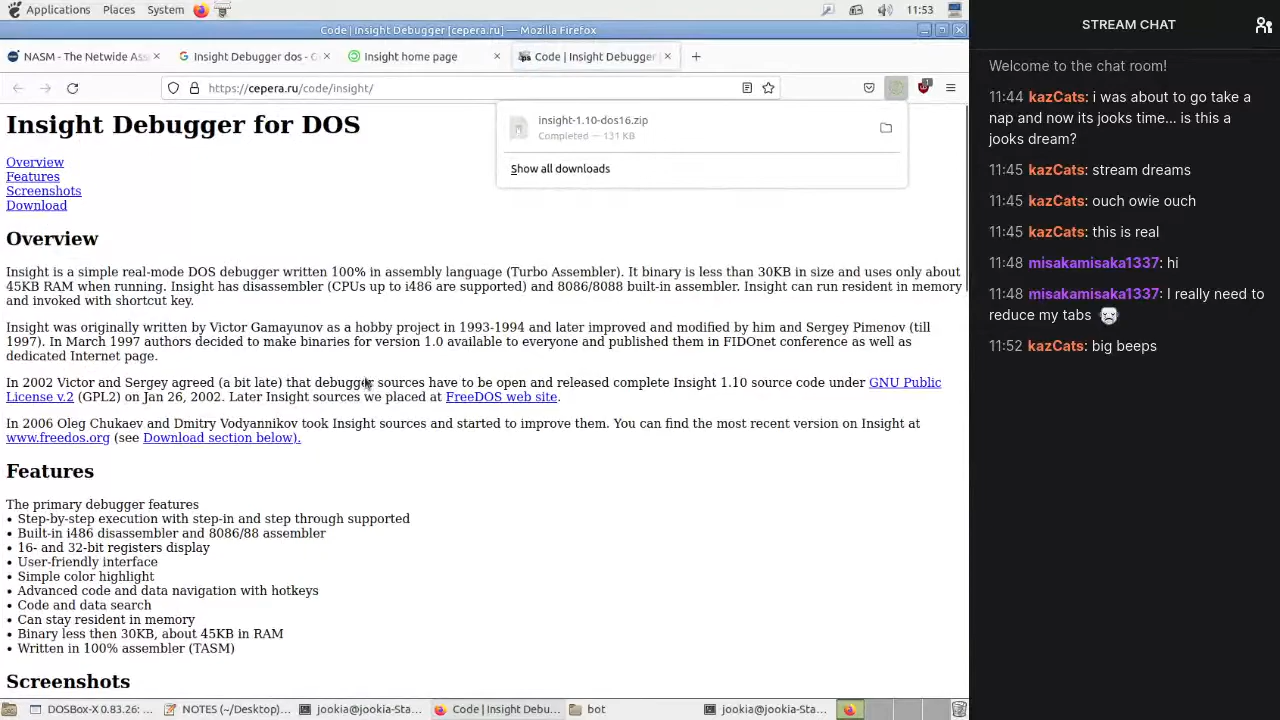 Applications Places System 11:53
Code | Insight Debugger [cepera.ru] — Mozilla Firefox
NASM - The Netwide Ass
Insight Debugger dos - G
Insight home page
Code | Insight Debugger
https://cepera.ru/code/insight/
insight-1.10-dos16.zip
Completed — 131 KB
Show all downloads
Insight Debugger for DOS
Overview
Features
Screenshots
Download
Overview
Insight is a simple real-mode DOS debugger written 100% in assembly language (Turbo Assembler). It binary is less than 30KB in size and uses only about
45KB RAM when running. Insight has disassembler (CPUs up to i486 are supported) and 8086/8088 built-in assembler. Insight can run resident in memory
and invoked with shortcut key.
Insight was originally written by Victor Gamayunov as a hobby project in 1993-1994 and later improved and modified by him and Sergey Pimenov (till
1997). In March 1997 authors decided to make binaries for version 1.0 available to everyone and published them in FIDOnet conference as well as
dedicated Internet page.
In 2002 Victor and Sergey agreed (a bit late) that debugger sources have to be open and released complete Insight 1.10 source code under GNU Public
License v.2 (GPL2) on Jan 26, 2002. Later Insight sources we placed at FreeDOS web site.
In 2006 Oleg Chukaev and Dmitry Vodyannikov took Insight sources and started to improve them. You can find the most recent version on Insight at
www.freedos.org (see Download section below).
Features
The primary debugger features
• Step-by-step execution with step-in and step through supported
• Built-in i486 disassembler and 8086/88 assembler
• 16- and 32-bit registers display
• User-friendly interface
• Simple color highlight
• Advanced code and data navigation with hotkeys
• Code and data search
• Can stay resident in memory
• Binary less then 30KB, about 45KB in RAM
• Written in 100% assembler (TASM)
Screenshots
DOSBox-X 0.83.26: ...
NOTES (~/Desktop)...
jookia@jookia-Sta...
Code | Insight Debu...
bot
jookia@jookia-Sta...
STREAM CHAT
Welcome to the chat room!
11:44 kazCats: i was about to go take a
nap and now its jooks time... is this a
jooks dream?
11:45 kazCats: stream dreams
11:45 kazCats: ouch owie ouch
11:45 kazCats: this is real
11:48 misakamisaka1337: hi
11:48 misakamisaka1337: I really need to
reduce my tabs
11:52 kazCats: big beeps